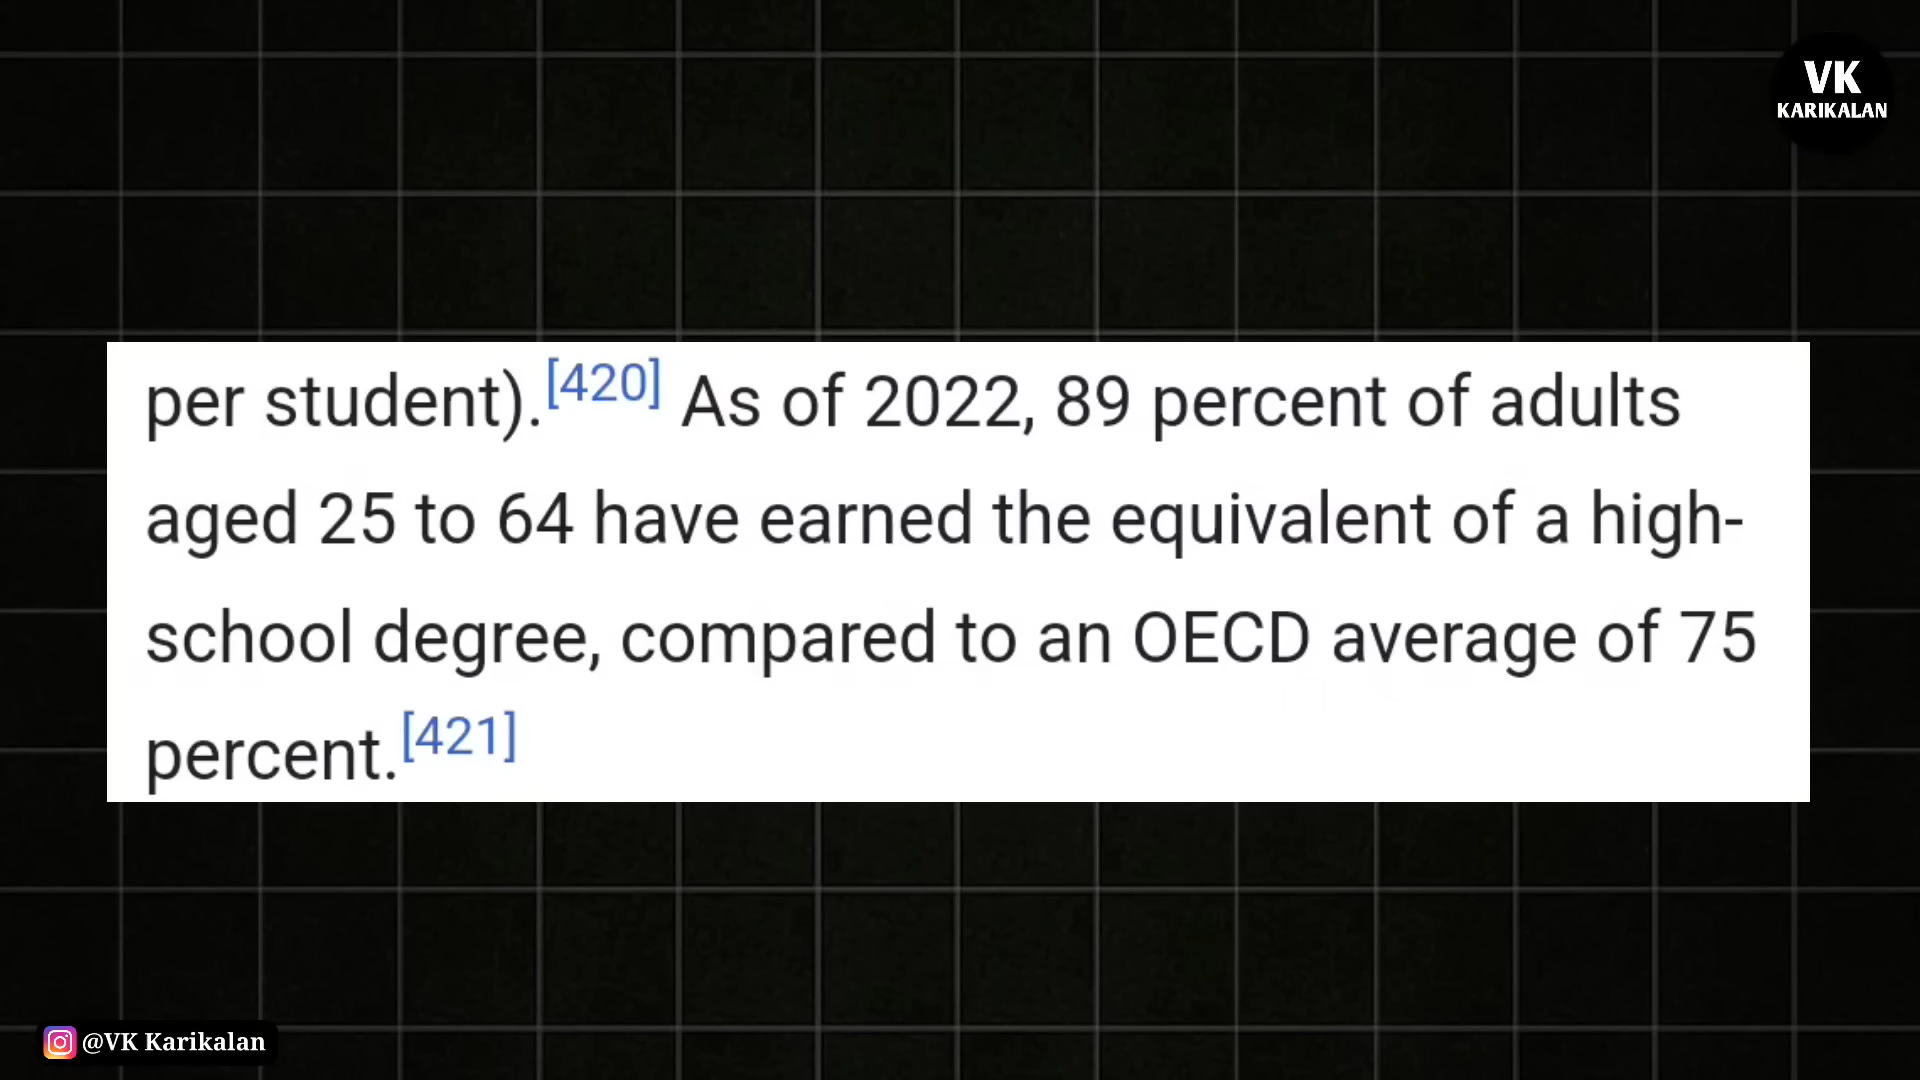 VK
KARIKALAN
per student).[420] As of 2022, 89 percent of adults
aged 25 to 64 have earned the equivalent of a high-
school degree, compared to an OECD average of 75
percent.[421]
@VK Karikalan